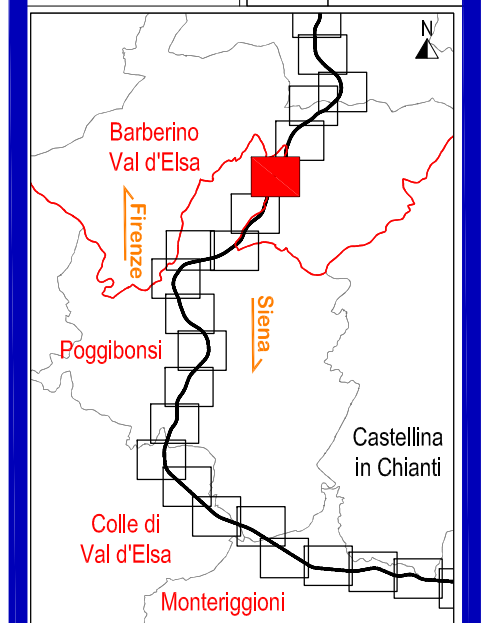 N
Barberino
Val d'Elsa
Firenze
Siena
Poggibonsi
Castellina
in Chianti
Colle di
Val d'Elsa
Monteriggioni